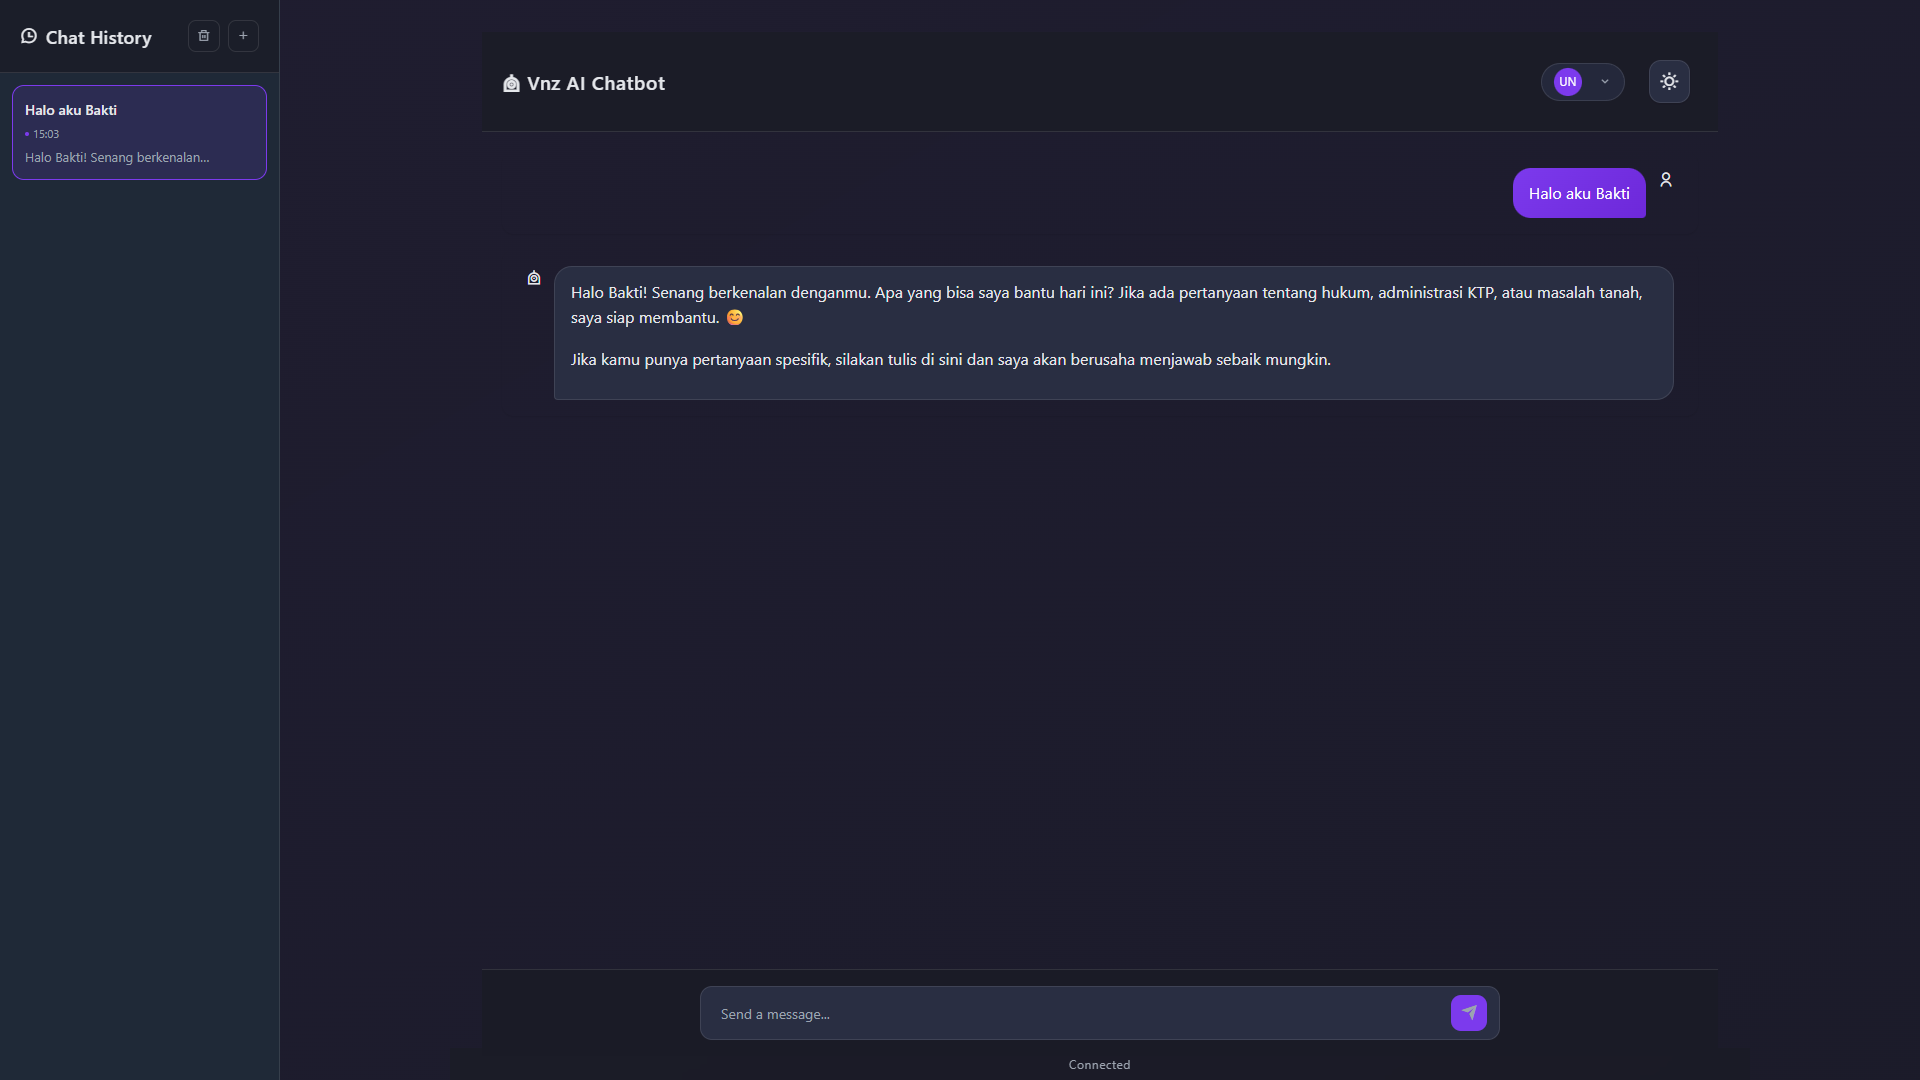 Chat History
+
Halo aku Bakti
15:03
Halo Bakti! Senang berkenalan...
Vnz AI Chatbot
UN
Halo aku Bakti
Halo Bakti! Senang berkenalan denganmu. Apa yang bisa saya bantu hari ini? Jika ada pertanyaan tentang hukum, administrasi KTP, atau masalah tanah,
saya siap membantu. 😊
Jika kamu punya pertanyaan spesifik, silakan tulis di sini dan saya akan berusaha menjawab sebaik mungkin.
Send a message...
Connected